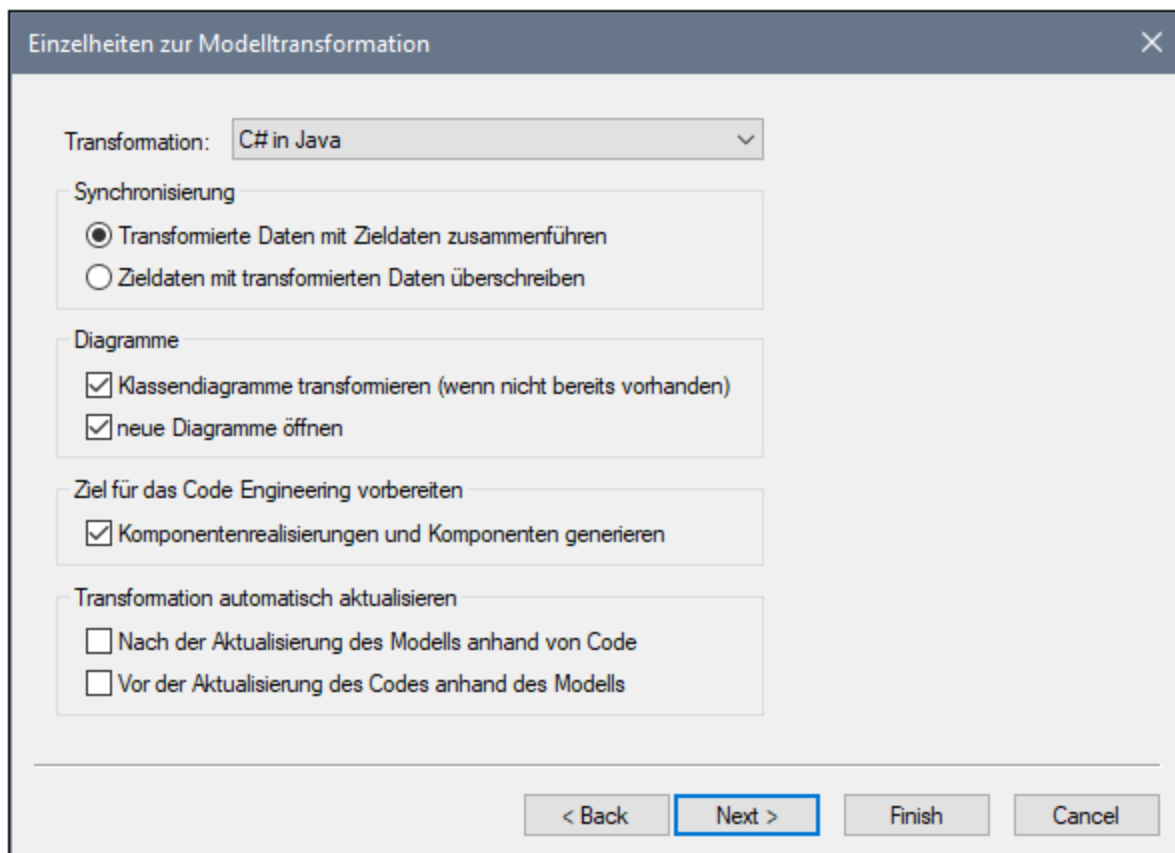 Einzelheiten zur Modelltransformation
Transformation: C# in Java
Synchronisierung
Transformierte Daten mit Zieldaten zusammenführen
Zieldaten mit transformierten Daten überschreiben
Diagramme
Klassendiagramme transformieren (wenn nicht bereits vorhanden)
neue Diagramme öffnen
Ziel für das Code Engineering vorbereiten
Komponentenrealisierungen und Komponenten generieren
Transformation automatisch aktualisieren
Nach der Aktualisierung des Modells anhand von Code
Vor der Aktualisierung des Codes anhand des Modells
< Back Next > Finish Cancel